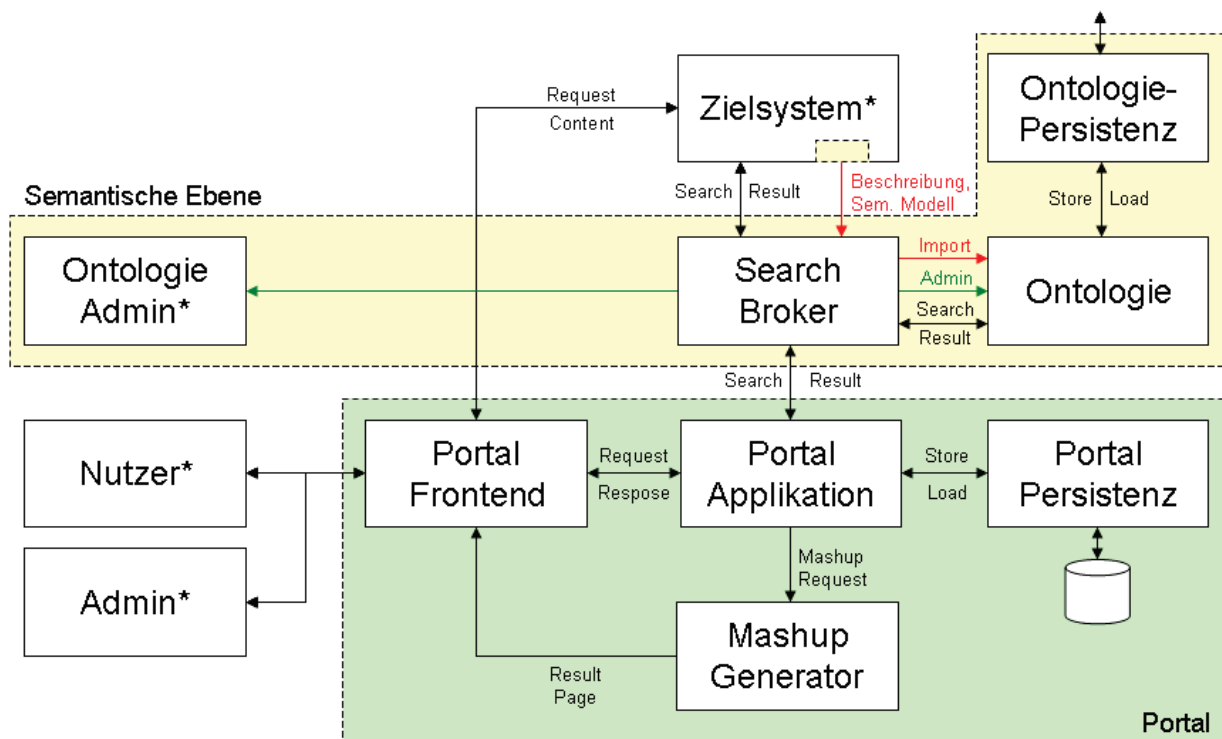 Request
Content
Zielsystem*
Ontologie-
Persistenz
Semantische Ebene
Search Result
Beschreibung,
Sem. Modell
Store Load
Ontologie
Admin*
Search
Broker
Import
Admin
Search
Result
Ontologie
Search Result
Nutzer*
Portal
Frontend
Request
Respose
Portal
Applikation
Store
Load
Portal
Persistenz
Admin*
Mashup
Request
Mashup
Generator
Result
Page
Portal